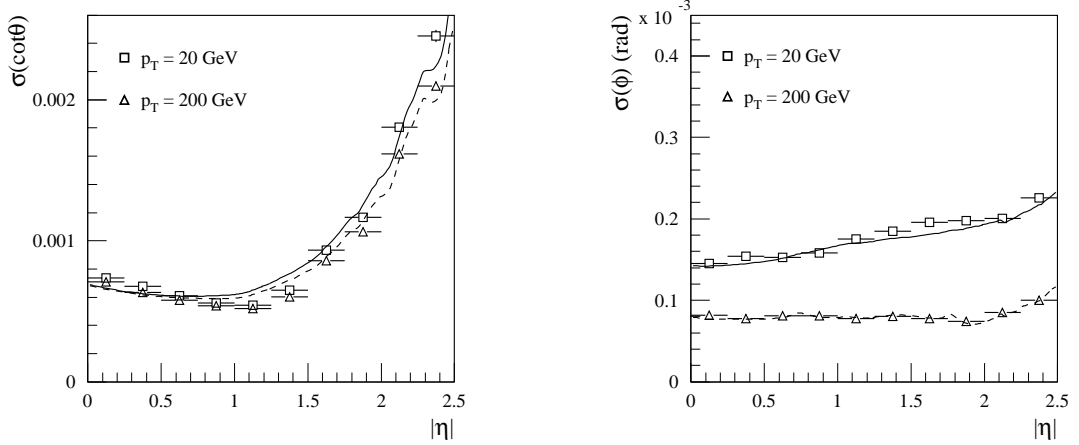 σ(cotθ)
p_T = 20 GeV
p_T = 200 GeV
0.002
0.001
0
0 0.5 1 1.5 2 2.5
|η|
x 10⁻³
σ(ϕ) (rad)
p_T = 20 GeV
p_T = 200 GeV
0.4
0.3
0.2
0.1
0
0 0.5 1 1.5 2 2.5
|η|